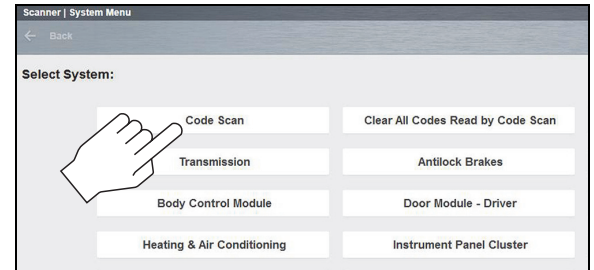 Scanner | System Menu
← Back
Select System:
Code Scan
Clear All Codes Read by Code Scan
Transmission
Antilock Brakes
Body Control Module
Door Module - Driver
Heating & Air Conditioning
Instrument Panel Cluster